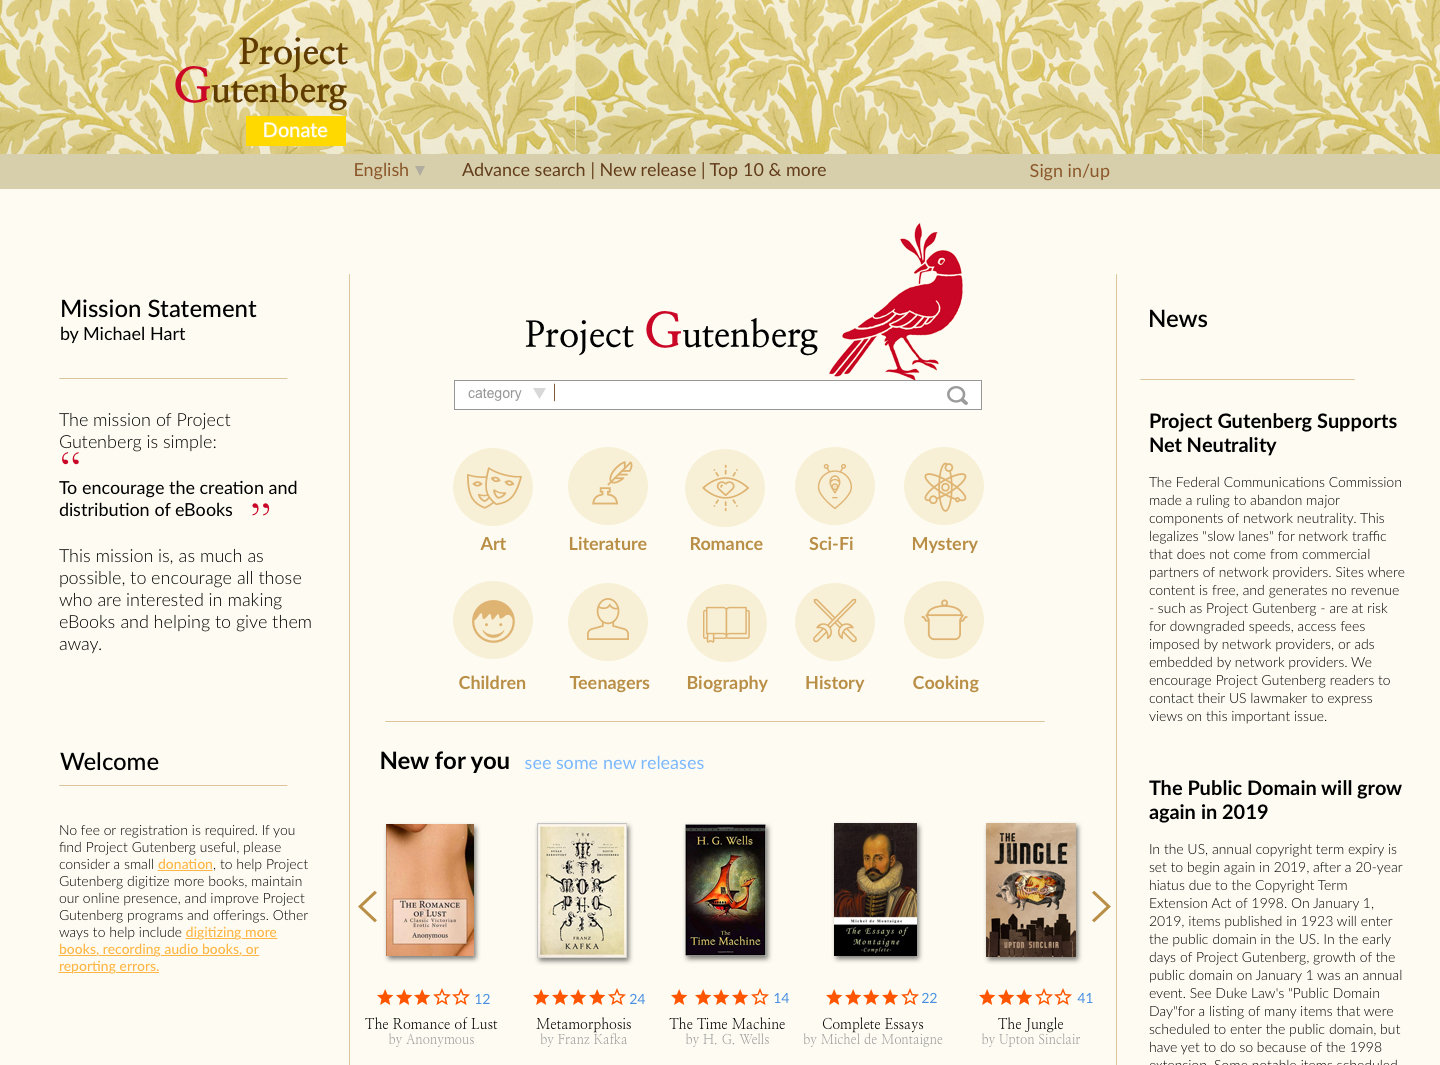 Project
Gutenberg
Donate
English
Advance search | New release | Top 10 & more
Sign in/up
Mission Statement
by Michael Hart
The mission of Project
Gutenberg is simple:
“
To encourage the creation and
distribution of eBooks ”
This mission is, as much as
possible, to encourage all those
who are interested in making
eBooks and helping to give them
away.
Welcome
No fee or registration is required. If you
find Project Gutenberg useful, please
consider a small donation, to help Project
Gutenberg digitize more books, maintain
our online presence, and improve Project
Gutenberg programs and offerings. Other
ways to help include digitizing more
books, recording audio books, or
reporting errors.
Project Gutenberg
category
Art
Literature
Romance
Sci-Fi
Mystery
Children
Teenagers
Biography
History
Cooking
New for you see some new releases
The Romance
of Lust
A Classic Victorian
Erotic Novel
Anonymous
THE
METAMORPHOSIS
FRANZ
KAFKA
H. G. Wells
The
Time Machine
Michel de Montaigne
The Essays of
Montaigne
-Complete-
THE
JUNGLE
UPTON SINCLAIR
12
24
14
22
41
The Romance of Lust
by Anonymous
Metamorphosis
by Franz Kafka
The Time Machine
by H. G. Wells
Complete Essays
by Michel de Montaigne
The Jungle
by Upton Sinclair
News
Project Gutenberg Supports
Net Neutrality
The Federal Communications Commission
made a ruling to abandon major
components of network neutrality. This
legalizes "slow lanes" for network traffic
that does not come from commercial
partners of network providers. Sites where
content is free, and generates no revenue
- such as Project Gutenberg - are at risk
for downgraded speeds, access fees
imposed by network providers, or ads
embedded by network providers. We
encourage Project Gutenberg readers to
contact their US lawmaker to express
views on this important issue.
The Public Domain will grow
again in 2019
In the US, annual copyright term expiry is
set to begin again in 2019, after a 20-year
hiatus due to the Copyright Term
Extension Act of 1998. On January 1,
2019, items published in 1923 will enter
the public domain in the US. In the early
days of Project Gutenberg, growth of the
public domain on January 1 was an annual
event. See Duke Law's "Public Domain
Day"for a listing of many items that were
scheduled to enter the public domain, but
have yet to do so because of the 1998
extension. Some notable items scheduled